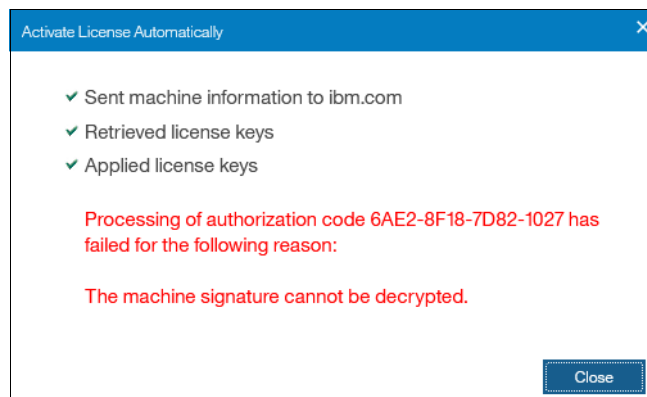 Activate License Automatically
Sent machine information to ibm.com
Retrieved license keys
Applied license keys
Processing of authorization code 6AE2-8F18-7D82-1027 has
failed for the following reason:
The machine signature cannot be decrypted.
Close